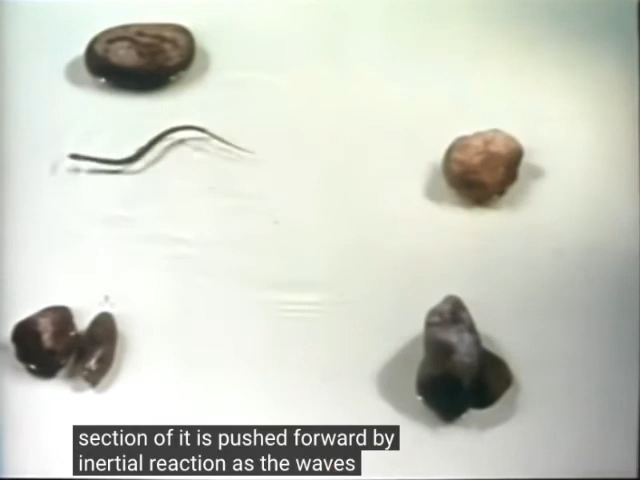 section of it is pushed forward by
inertial reaction as the waves